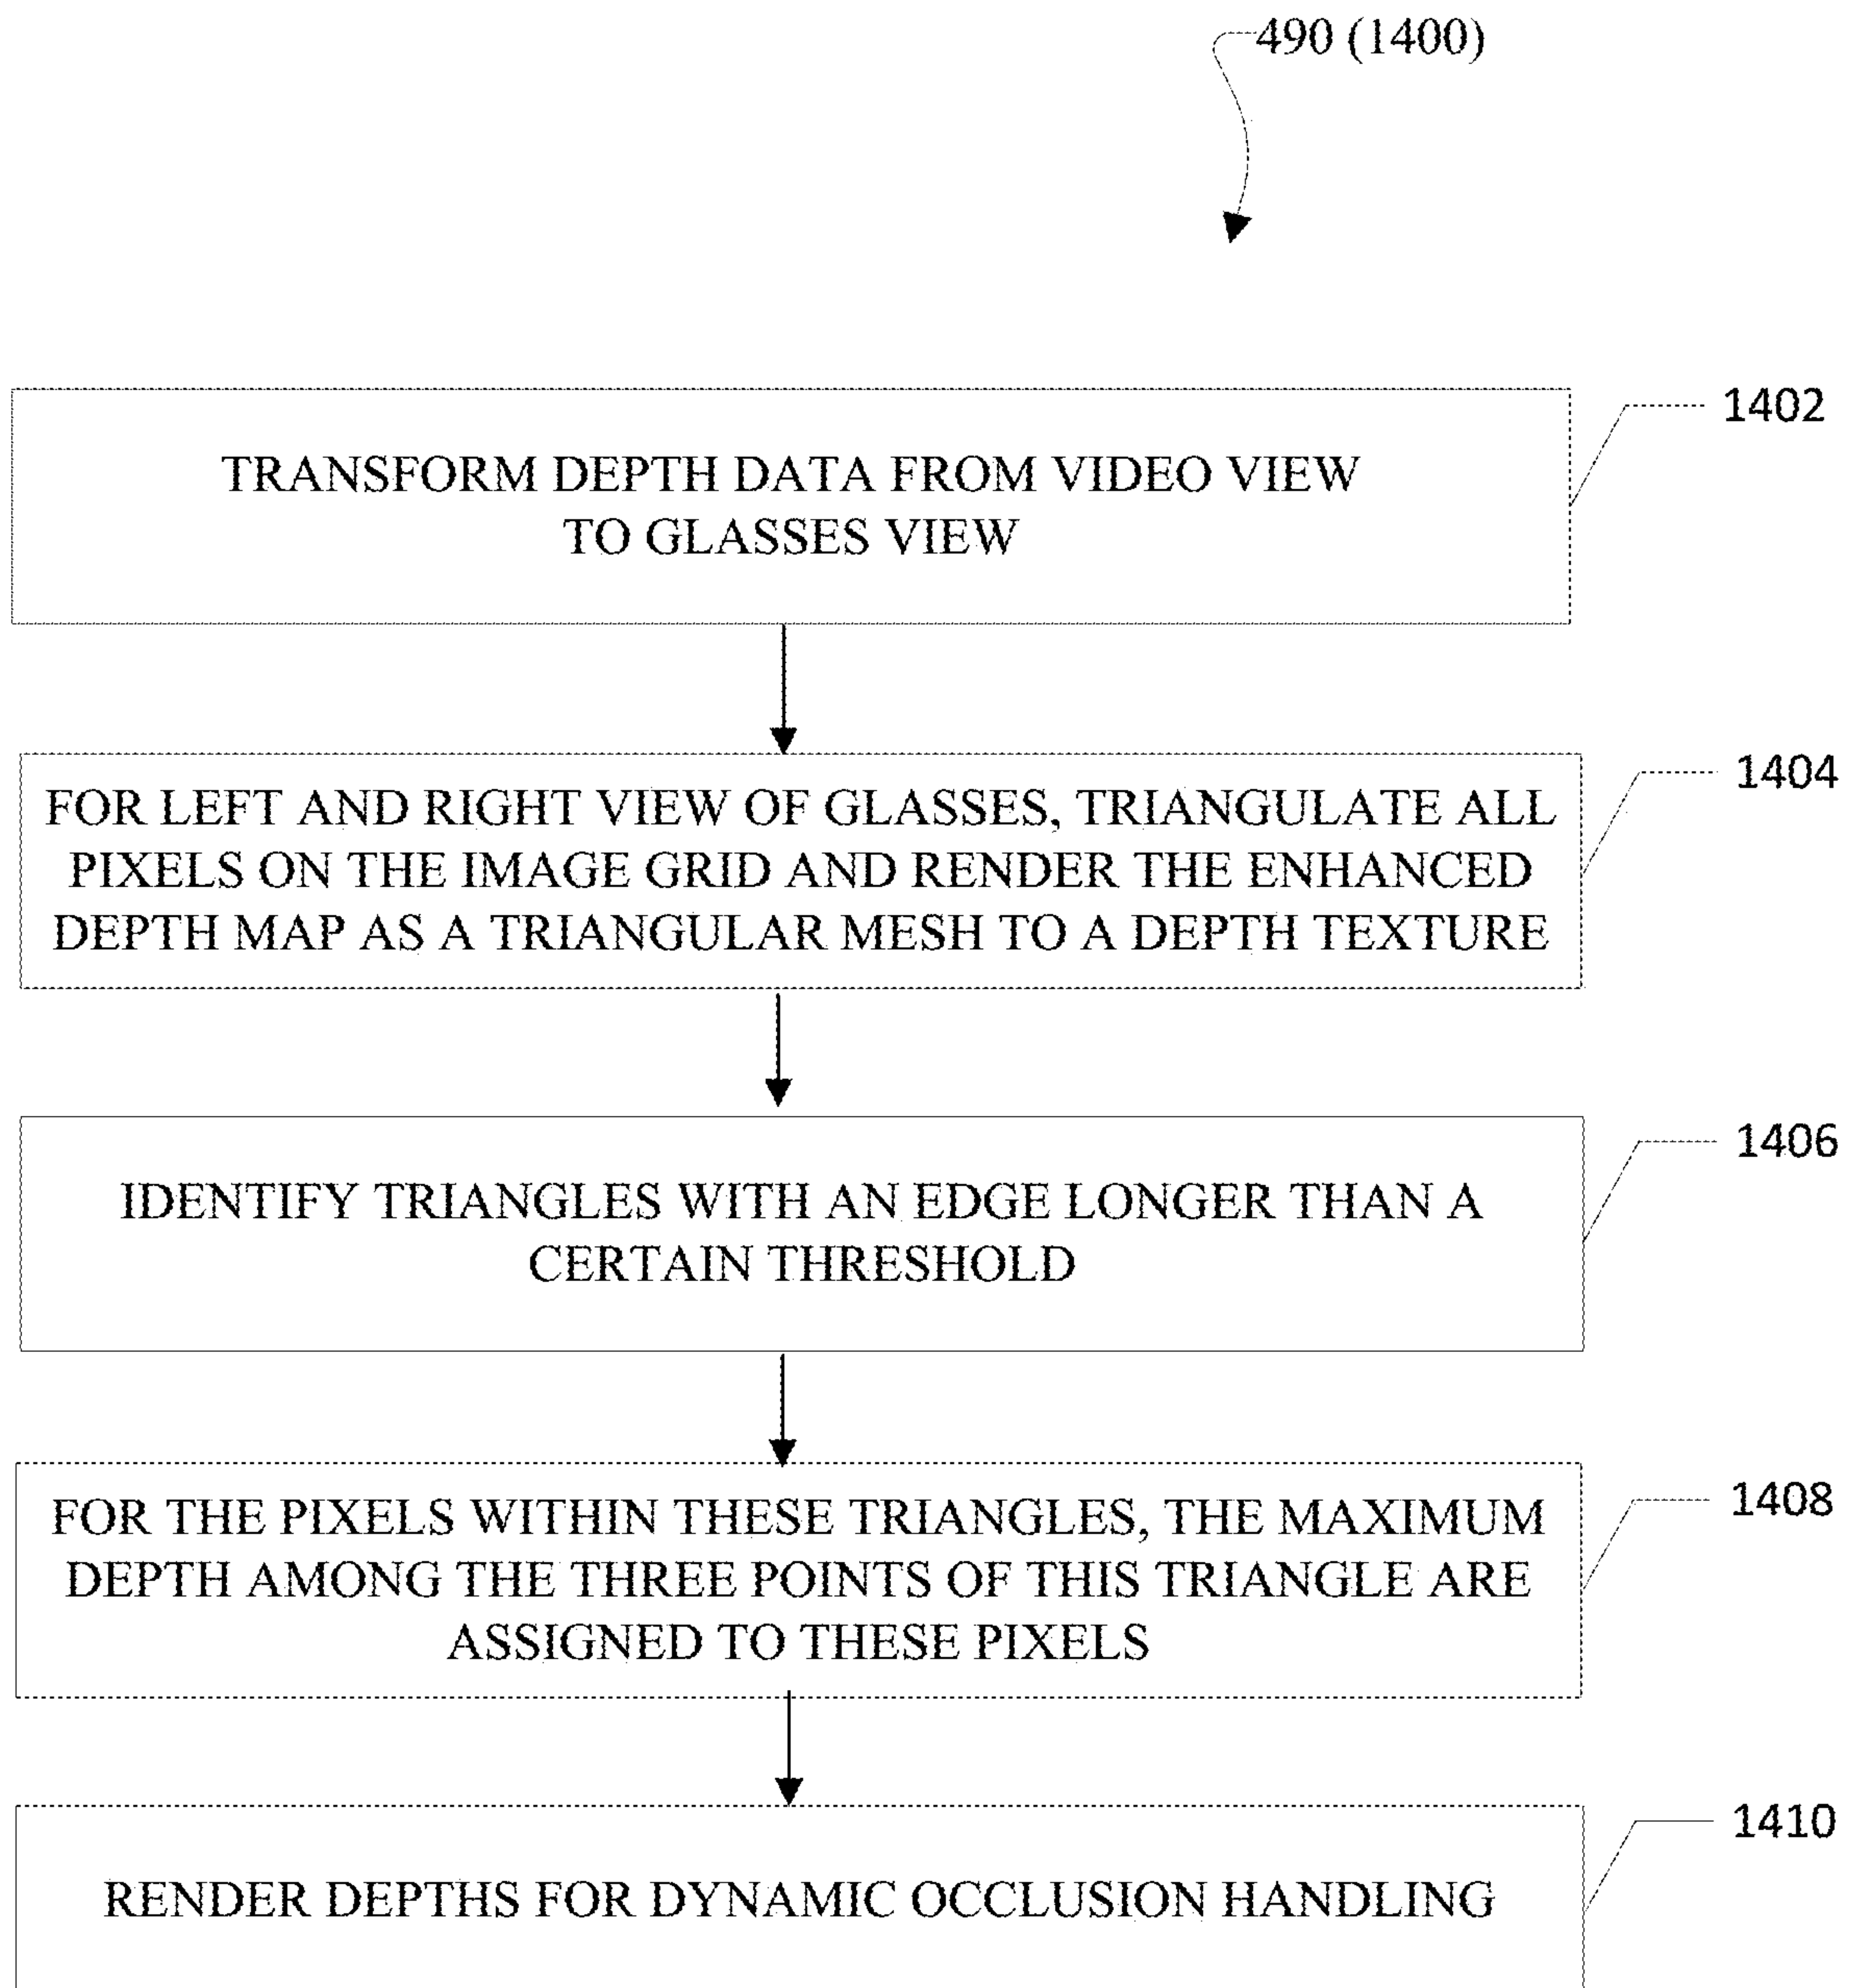 490 (1400)
1402
TRANSFORM DEPTH DATA FROM VIDEO VIEW
TO GLASSES VIEW
1404
FOR LEFT AND RIGHT VIEW OF GLASSES, TRIANGULATE ALL
PIXELS ON THE IMAGE GRID AND RENDER THE ENHANCED
DEPTH MAP AS A TRIANGULAR MESH TO A DEPTH TEXTURE
1406
IDENTIFY TRIANGLES WITH AN EDGE LONGER THAN A
CERTAIN THRESHOLD
1408
FOR THE PIXELS WITHIN THESE TRIANGLES, THE MAXIMUM
DEPTH AMONG THE THREE POINTS OF THIS TRIANGLE ARE
ASSIGNED TO THESE PIXELS
1410
RENDER DEPTHS FOR DYNAMIC OCCLUSION HANDLING